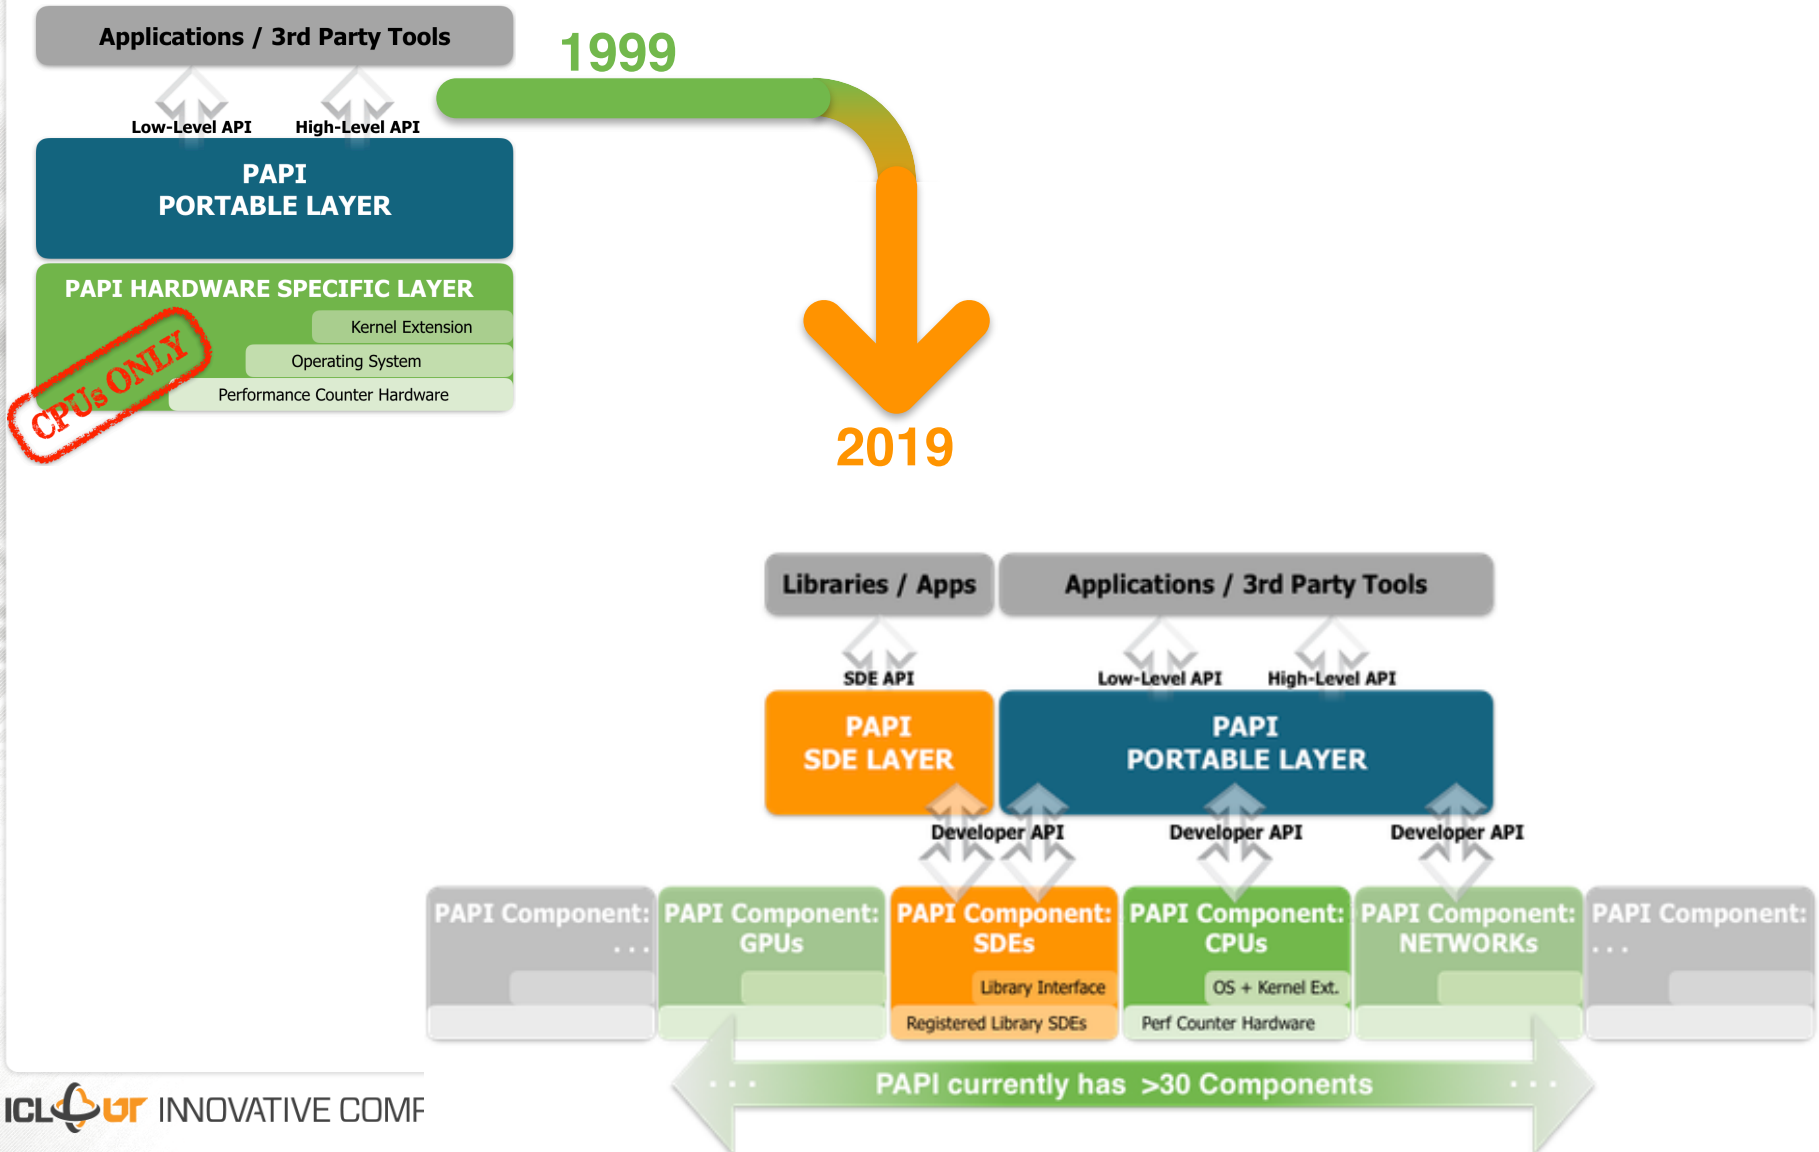 Applications / 3rd Party Tools
1999
Low-Level API
High-Level API
PAPI
PORTABLE LAYER
PAPI HARDWARE SPECIFIC LAYER
Kernel Extension
Operating System
Performance Counter Hardware
CPUs ONLY
2019
Libraries / Apps
Applications / 3rd Party Tools
SDE API
Low-Level API
High-Level API
PAPI
SDE LAYER
PAPI
PORTABLE LAYER
Developer API
Developer API
Developer API
PAPI Component:
. . .
PAPI Component:
GPUs
PAPI Component:
SDEs
Library Interface
Registered Library SDEs
PAPI Component:
CPUs
OS + Kernel Ext.
Perf Counter Hardware
PAPI Component:
NETWORKs
PAPI Component:
. . .
. . . PAPI currently has >30 Components . . .
ICL UT INNOVATIVE COMP